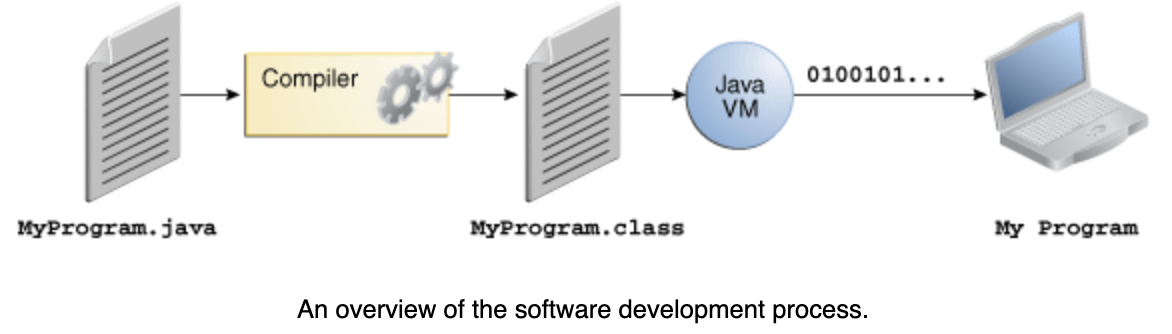 Compiler
Java
VM
0100101...
MyProgram.java
MyProgram.class
My Program
An overview of the software development process.